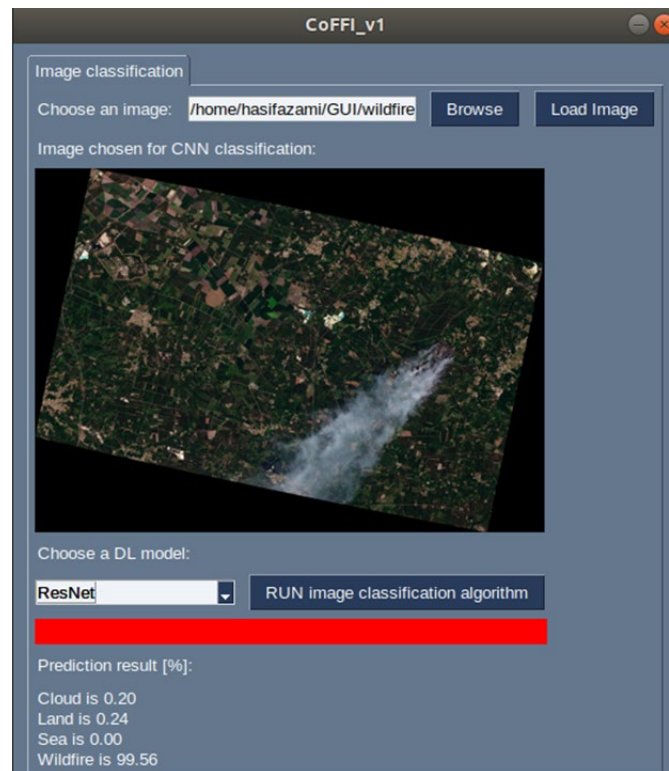 CoFFI_v1
Image classification
Choose an image: /home/hasifazami/GUI/wildfire Browse Load Image
Image chosen for CNN classification:
Choose a DL model:
ResNet RUN image classification algorithm
Prediction result [%]:
Cloud is 0.20
Land is 0.24
Sea is 0.00
Wildfire is 99.56